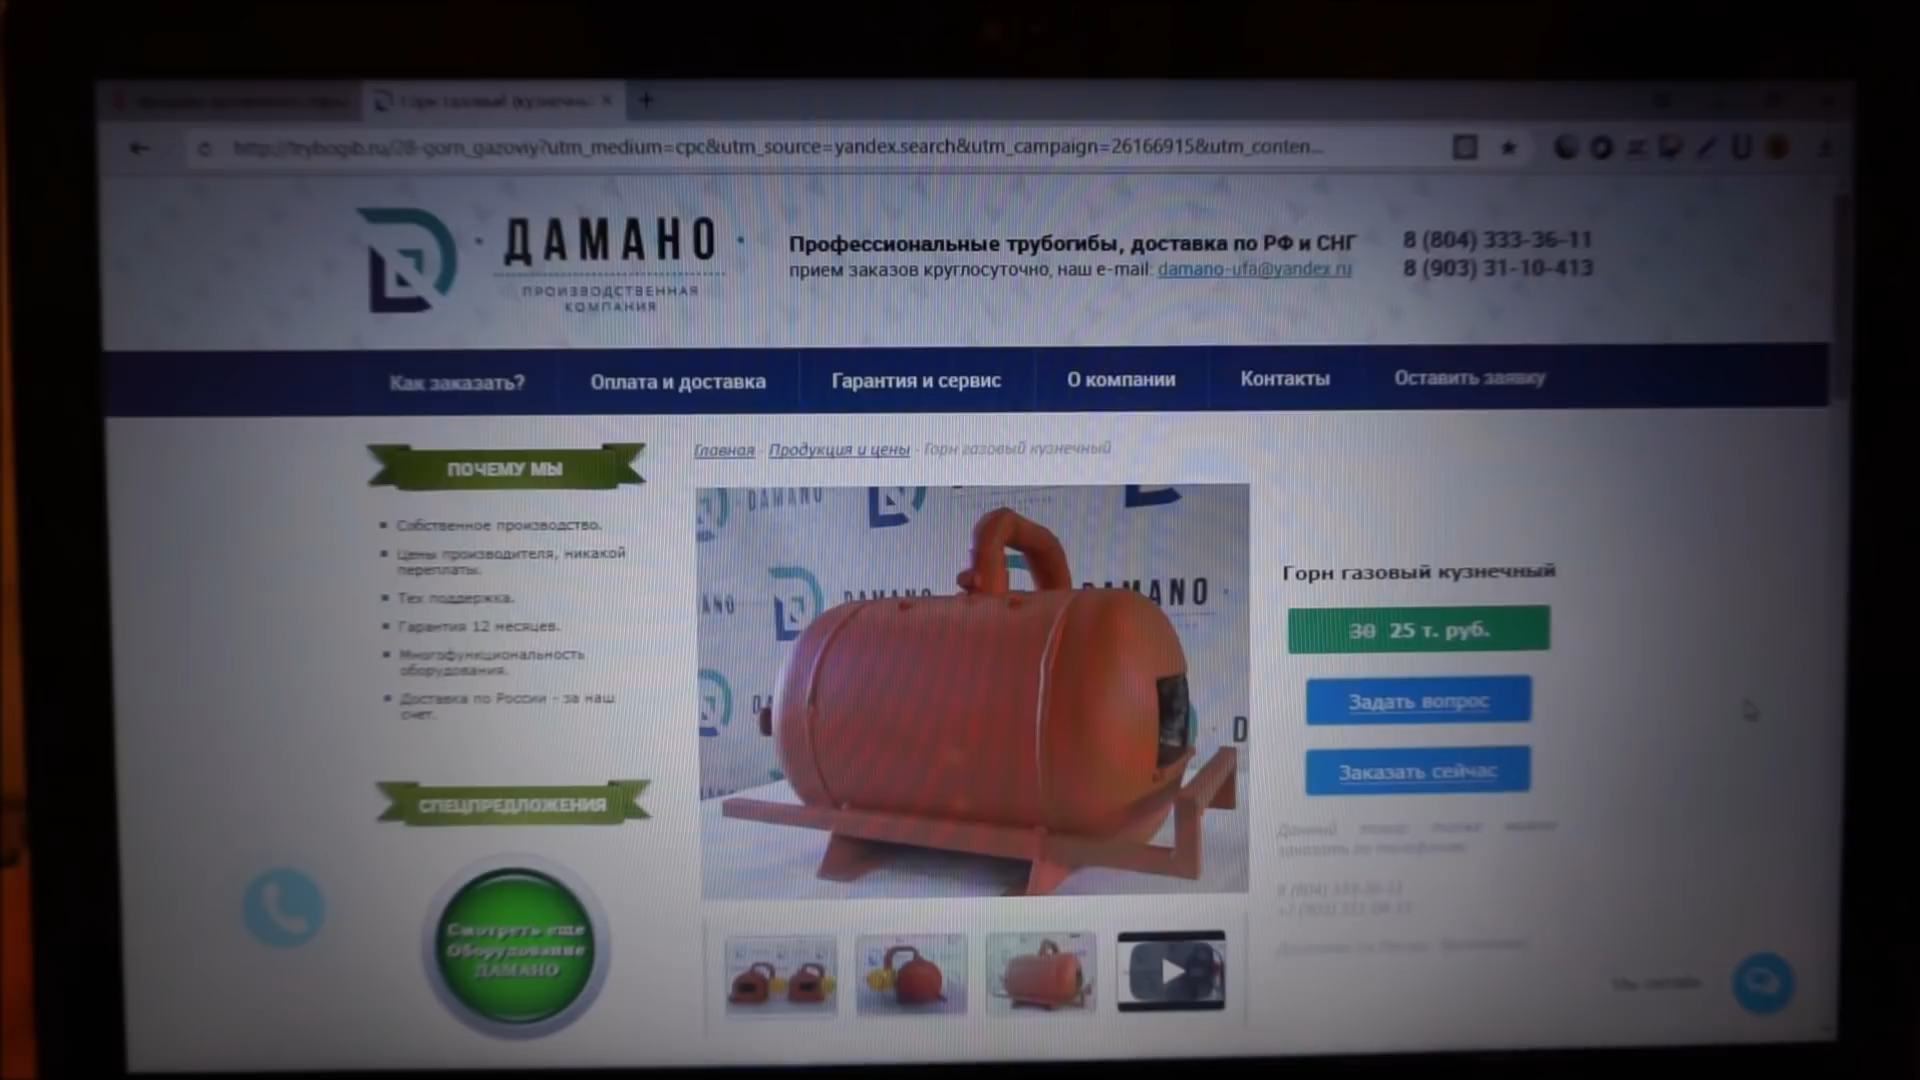 http://trybogib.ru/28-gorn_gazoviy?utm_medium=cpc&utm_source=yandex.search&utm_campaign=26166915&utm_conten...
ДАМАНО
ПРОИЗВОДСТВЕННАЯ
КОМПАНИЯ
Профессиональные трубогибы, доставка по РФ и СНГ
прием заказов круглосуточно, наш e-mail: damano-ufa@yandex.ru
8 (804) 333-36-11
8 (903) 31-10-413
Как заказать?
Оплата и доставка
Гарантия и сервис
О компании
Контакты
Оставить заявку
ПОЧЕМУ МЫ
Собственное производство.
Цены производителя, никакой
переплаты.
Тех поддержка.
Гарантия 12 месяцев.
Многофункциональность
оборудования.
Доставка по России - за наш
счет.
СПЕЦПРЕДЛОЖЕНИЯ
Смотреть еще
Оборудование
ДАМАНО
Главная - Продукция и цены - Горн газовый кузнечный
DAMANO
Горн газовый кузнечный
30 25 т. руб.
Задать вопрос
Заказать сейчас